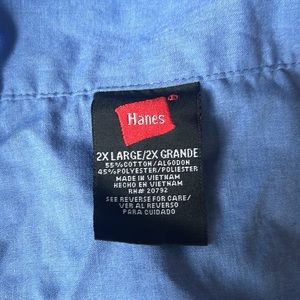 Hanes
2X LARGE/2X GRANDE
55%COTTON/ALGODON
45%POLYESTER/POLIESTER
MADE IN VIETNAM
HECHO EN VIETNAM
RN# 20792
SEE REVERSE FOR CARE/
VER AL REVERSO
PARA CUIDADO